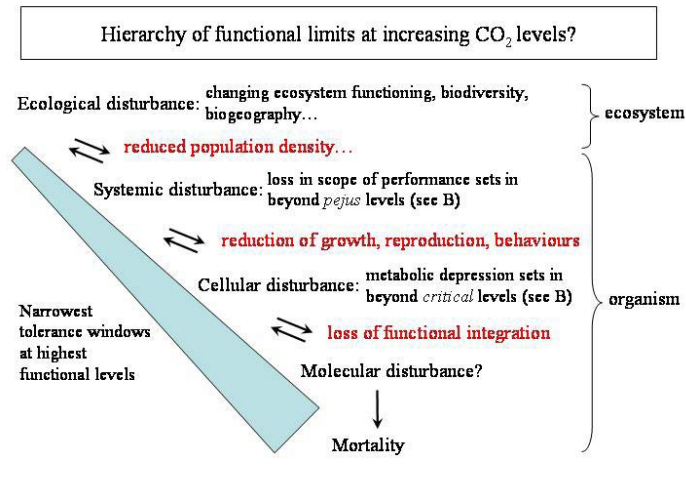 Hierarchy of functional limits at increasing CO₂ levels?
Ecological disturbance: changing ecosystem functioning, biodiversity,
biogeography…
ecosystem
reduced population density…
Systemic disturbance: loss in scope of performance sets in
beyond pejus levels (see B)
reduction of growth, reproduction, behaviours
Cellular disturbance: metabolic depression sets in
beyond critical levels (see B)
organism
Narrowest
tolerance windows
at highest
functional levels
loss of functional integration
Molecular disturbance?
Mortality